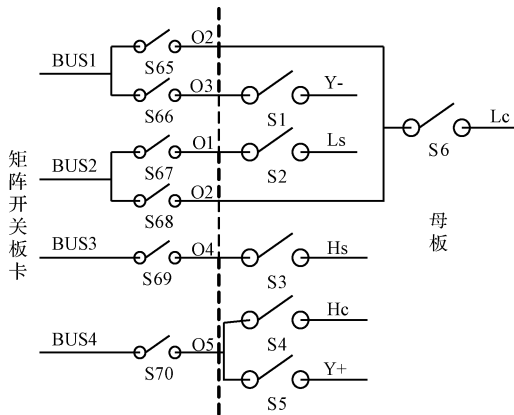 BUS1
O2
S65
O3
S66
Y-
S1
BUS2
O1
S67
Ls
S2
O2
S68
Lc
S6
BUS3
O4
S69
Hs
S3
BUS4
O5
S70
Hc
S4
Y+
S5
矩阵开关板卡
母板